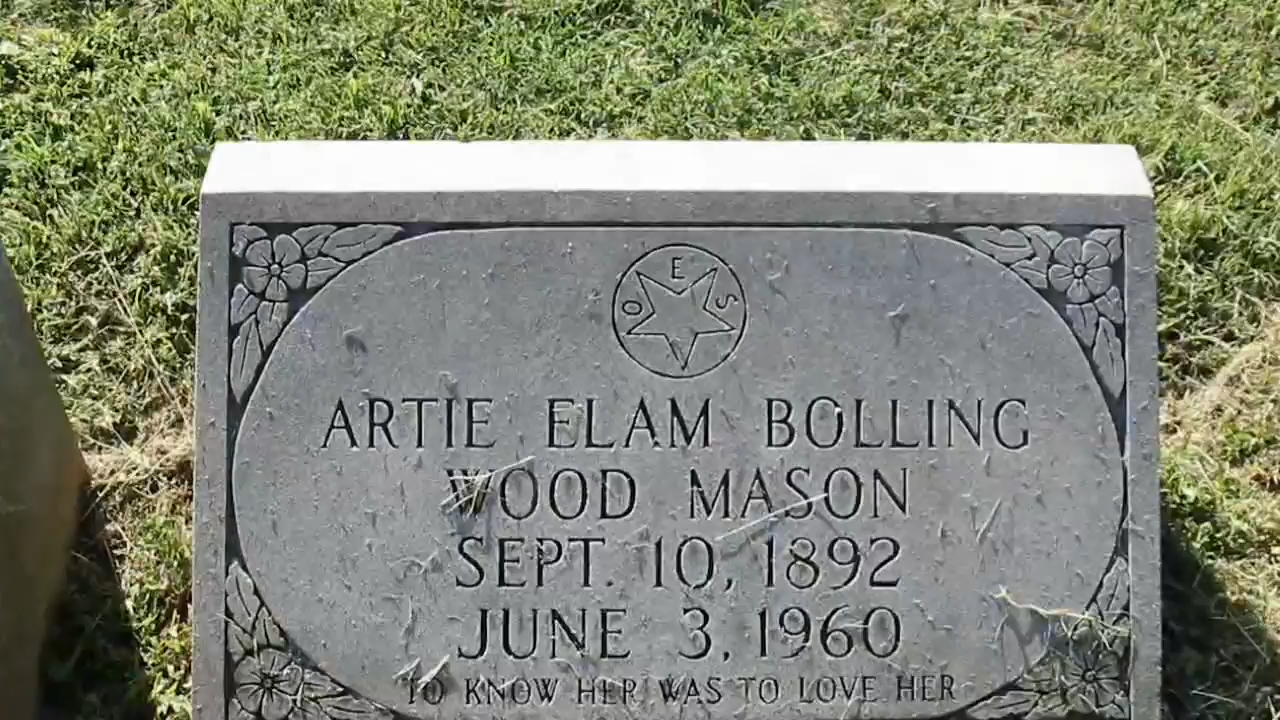 O E S
ARTIE ELAM BOLLING
WOOD MASON
SEPT. 10, 1892
JUNE 3, 1960
TO KNOW HER WAS TO LOVE HER